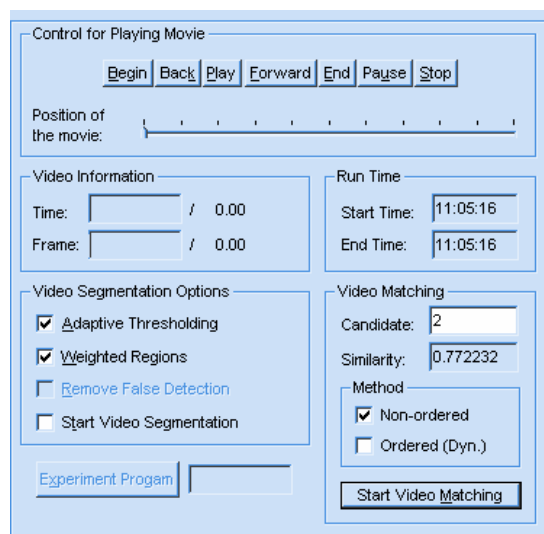 Control for Playing Movie
Begin Back Play Forward End Pause Stop
Position of
the movie:
Video Information
Time: / 0.00
Frame: / 0.00
Run Time
Start Time: 11:05:16
End Time: 11:05:16
Video Segmentation Options
Adaptive Thresholding
Weighted Regions
Remove False Detection
Start Video Segmentation
Experiment Progam
Video Matching
Candidate: 2
Similarity: 0.772232
Method
Non-ordered
Ordered (Dyn.)
Start Video Matching